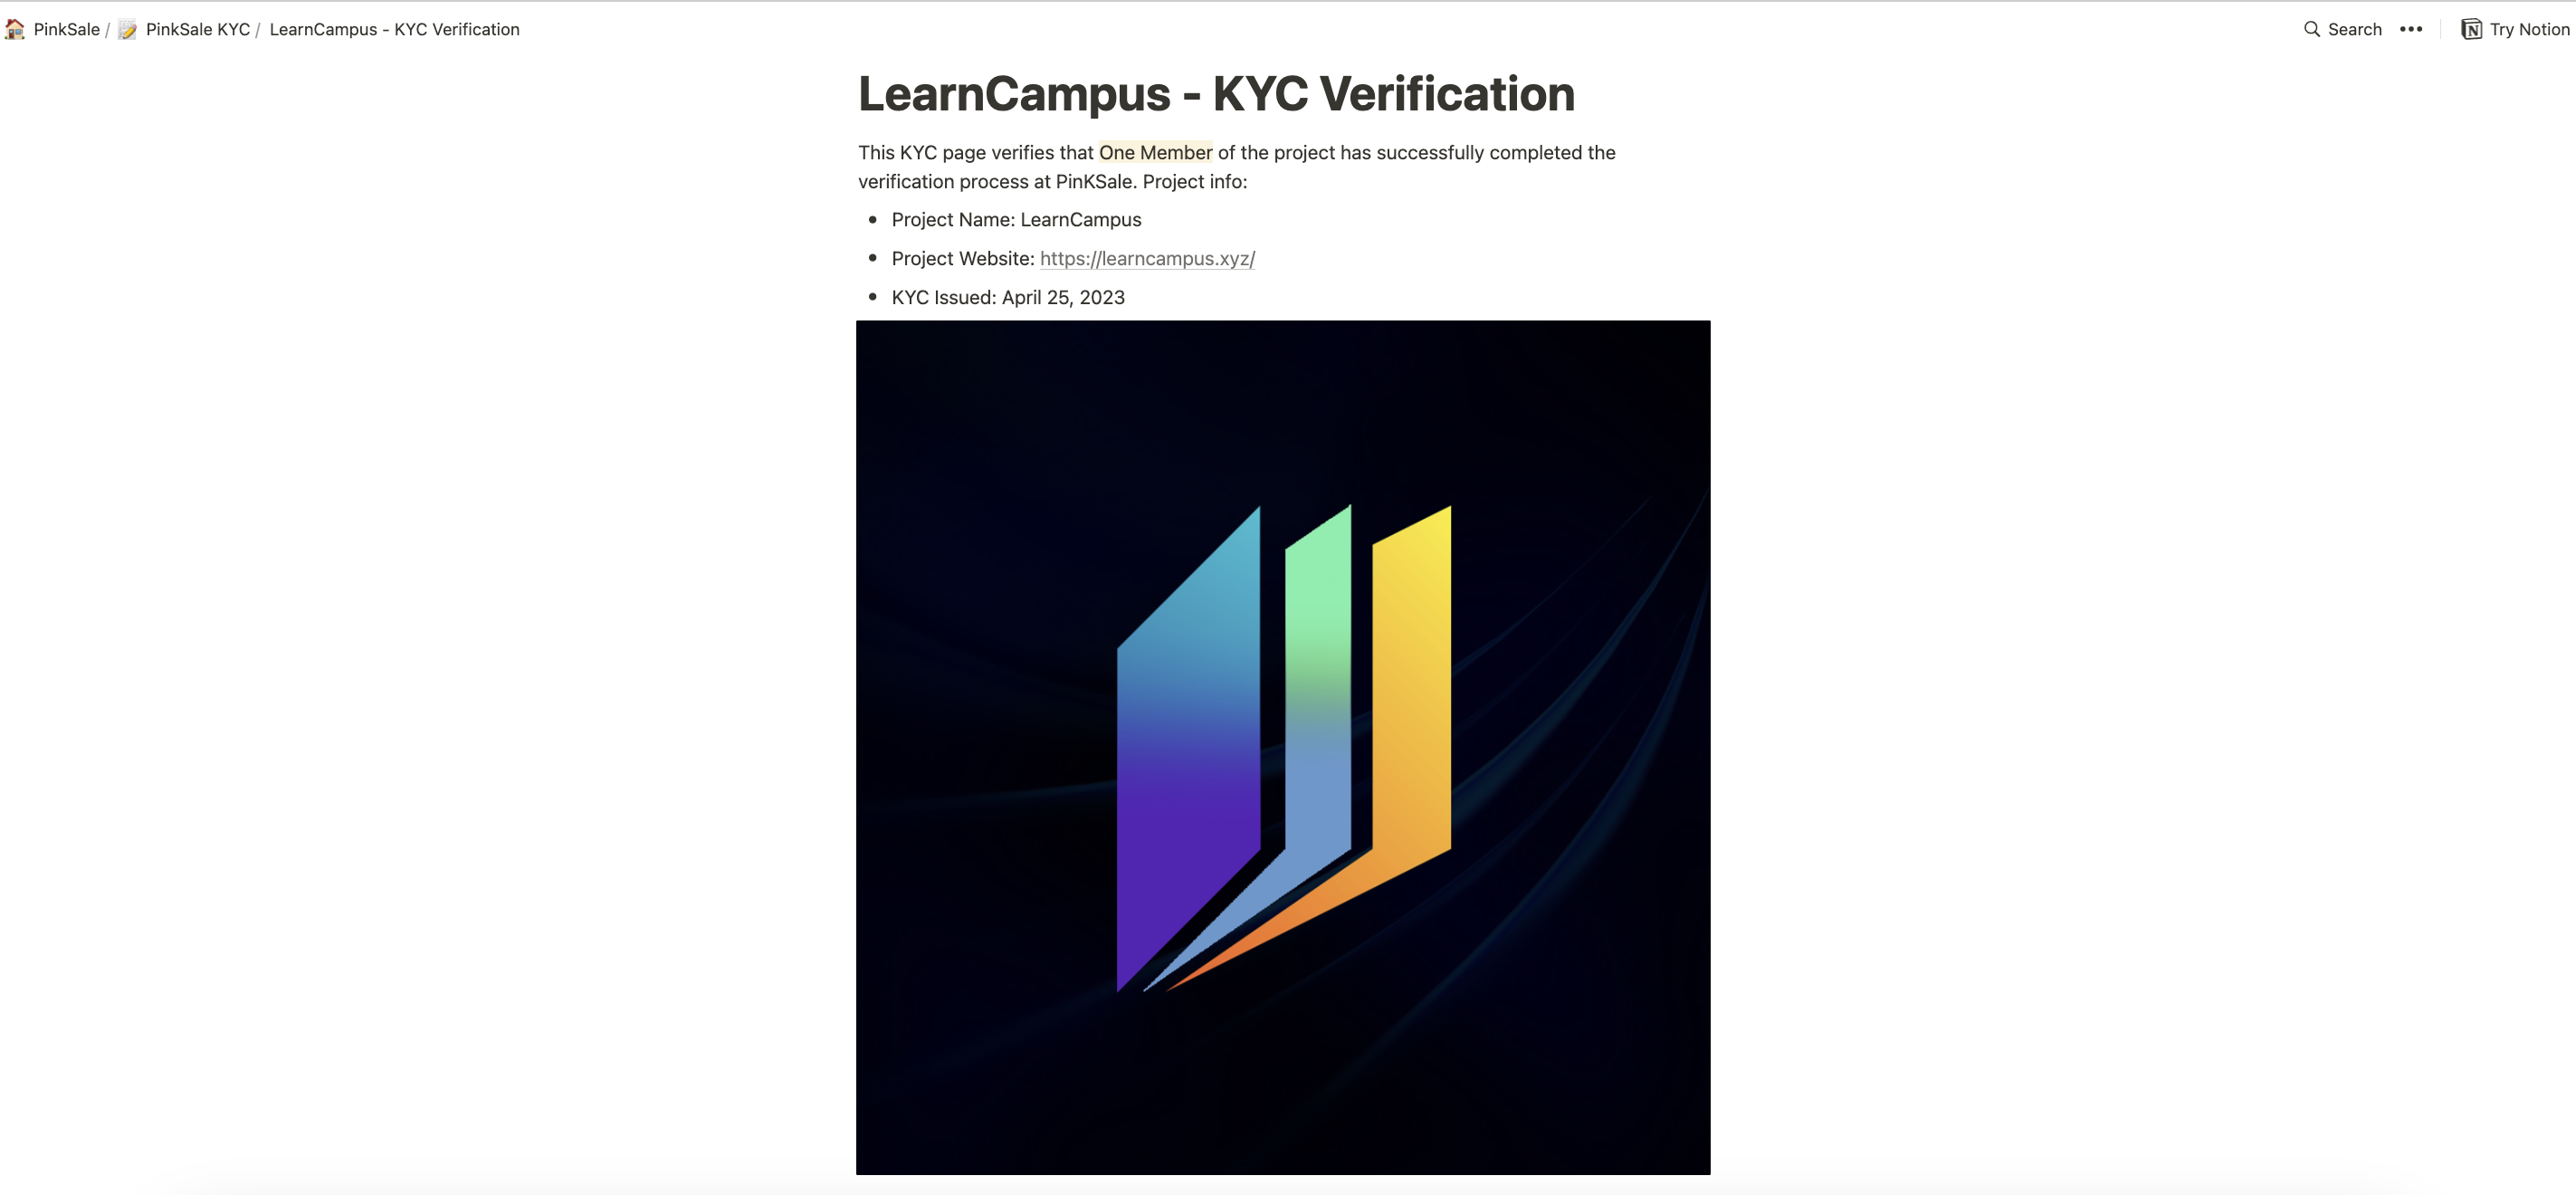 PinkSale / PinkSale KYC / LearnCampus - KYC Verification
Search ••• Try Notion
LearnCampus - KYC Verification
This KYC page verifies that One Member of the project has successfully completed the
verification process at PinKSale. Project info:
• Project Name: LearnCampus
• Project Website: https://learncampus.xyz/
• KYC Issued: April 25, 2023